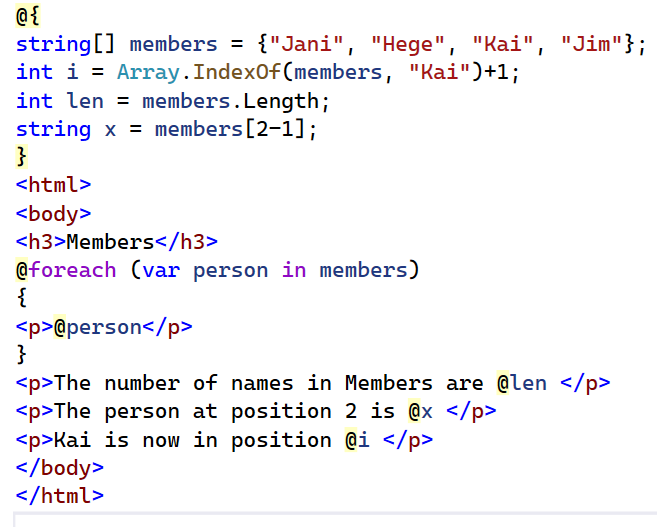 @{
string[] members = {"Jani", "Hege", "Kai", "Jim"};
int i = Array.IndexOf(members, "Kai")+1;
int len = members.Length;
string x = members[2-1];
}
<html>
<body>
<h3>Members</h3>
@foreach (var person in members)
{
<p>@person</p>
}
<p>The number of names in Members are @len </p>
<p>The person at position 2 is @x </p>
<p>Kai is now in position @i </p>
</body>
</html>